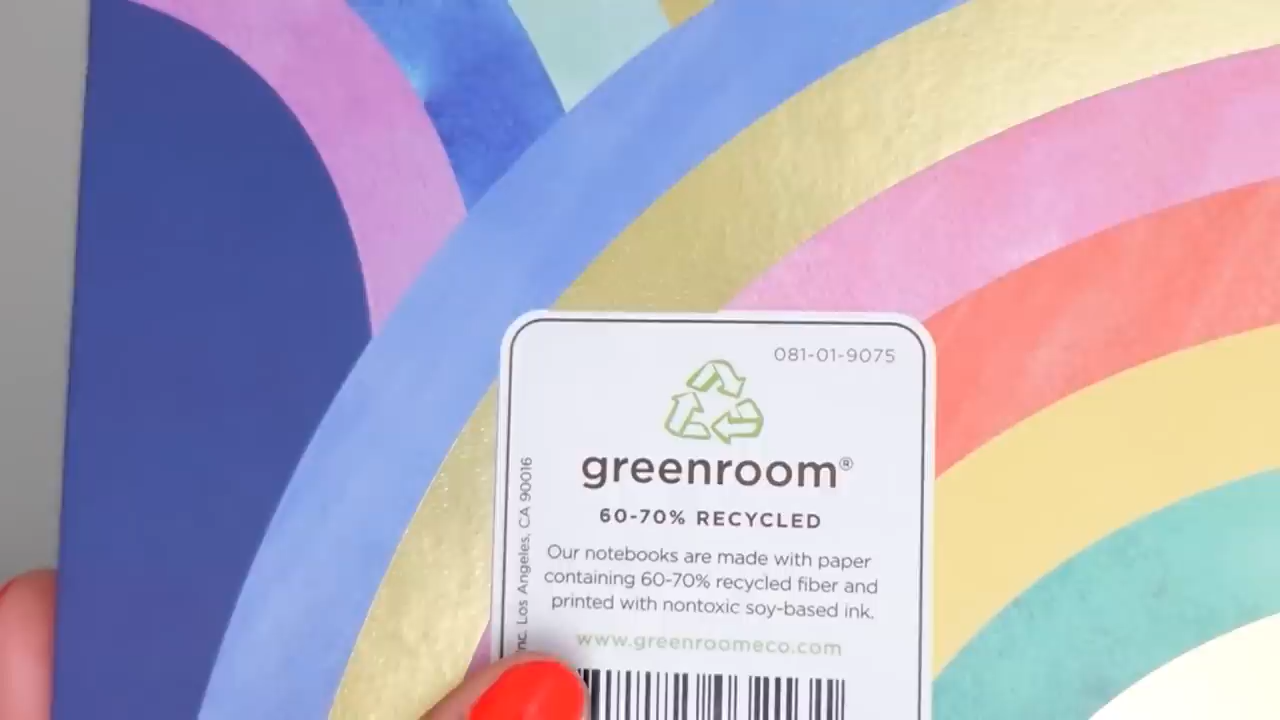 081-01-9075
greenroom®
60-70% RECYCLED
Our notebooks are made with paper
containing 60-70% recycled fiber and
printed with nontoxic soy-based ink.
www.greenroomeco.com
Los Angeles, CA 90016